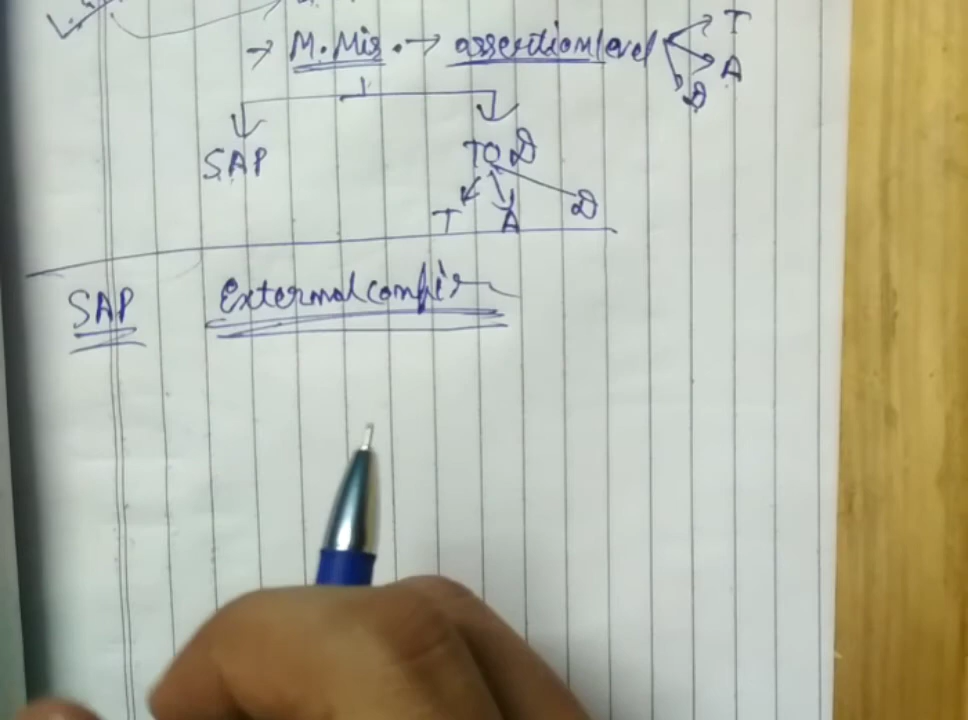 → M. Mis. → assertion level T
A
D
SAP TOD
T A D
SAP External confir